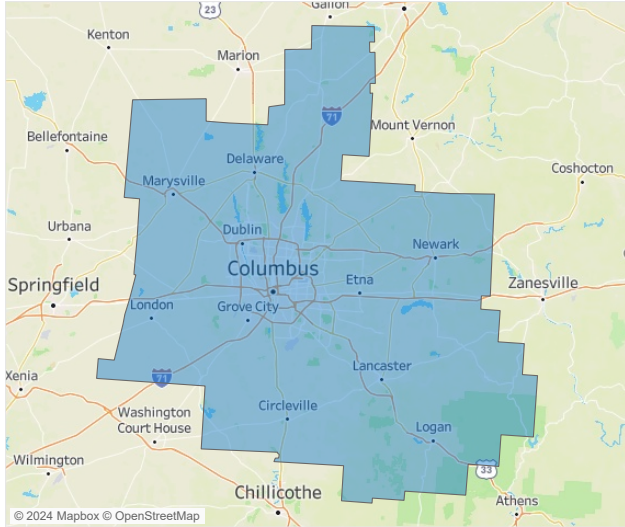 23
Galion
Kenton
Marion
71
Mount Vernon
Bellefontaine
Delaware
Coshocton
Marysville
Urbana
Dublin
Newark
Columbus
Springfield
Etna
Zanesville
London
Grove City
Lancaster
Xenia
71
Circleville
Washington
Court House
Logan
Wilmington
33
Chillicothe
Athens
© 2024 Mapbox © OpenStreetMap